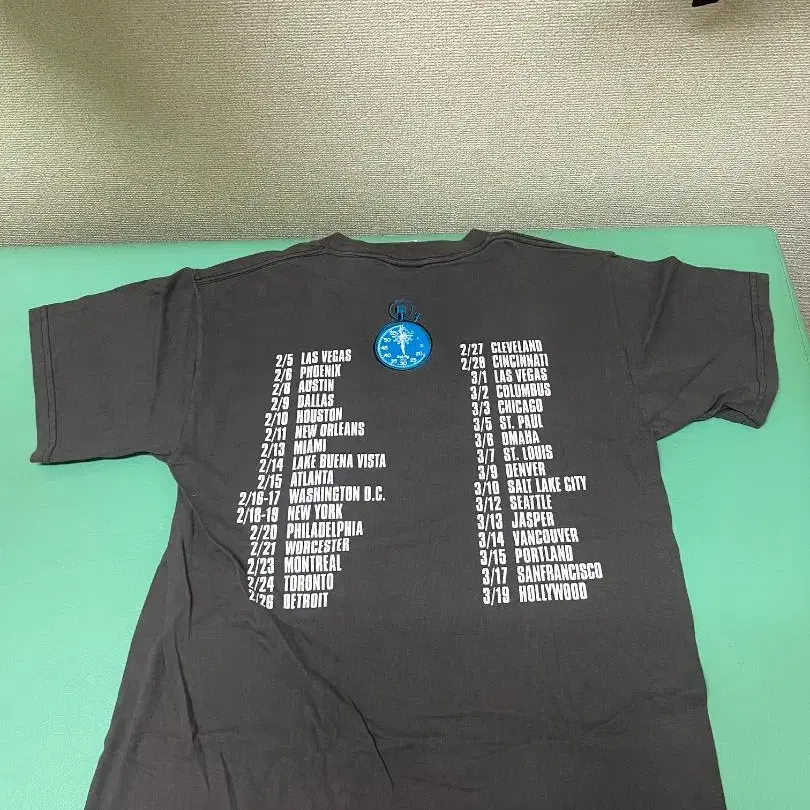 2/5 LAS VEGAS
2/6 PHOENIX
2/8 AUSTIN
2/9 DALLAS
2/10 HOUSTON
2/11 NEW ORLEANS
2/13 MIAMI
2/14 LAKE BUENA VISTA
2/15 ATLANTA
2/16-17 WASHINGTON D.C.
2/18-19 NEW YORK
2/20 PHILADELPHIA
2/21 WORCESTER
2/23 MONTREAL
2/24 TORONTO
2/26 DETROIT
2/27 CLEVELAND
2/28 CINCINNATI
3/1 LAS VEGAS
3/2 COLUMBUS
3/3 CHICAGO
3/5 ST. PAUL
3/6 OMAHA
3/7 ST. LOUIS
3/9 DENVER
3/10 SALT LAKE CITY
3/12 SEATTLE
3/13 JASPER
3/14 VANCOUVER
3/15 PORTLAND
3/17 SANFRANCISCO
3/19 HOLLYWOOD